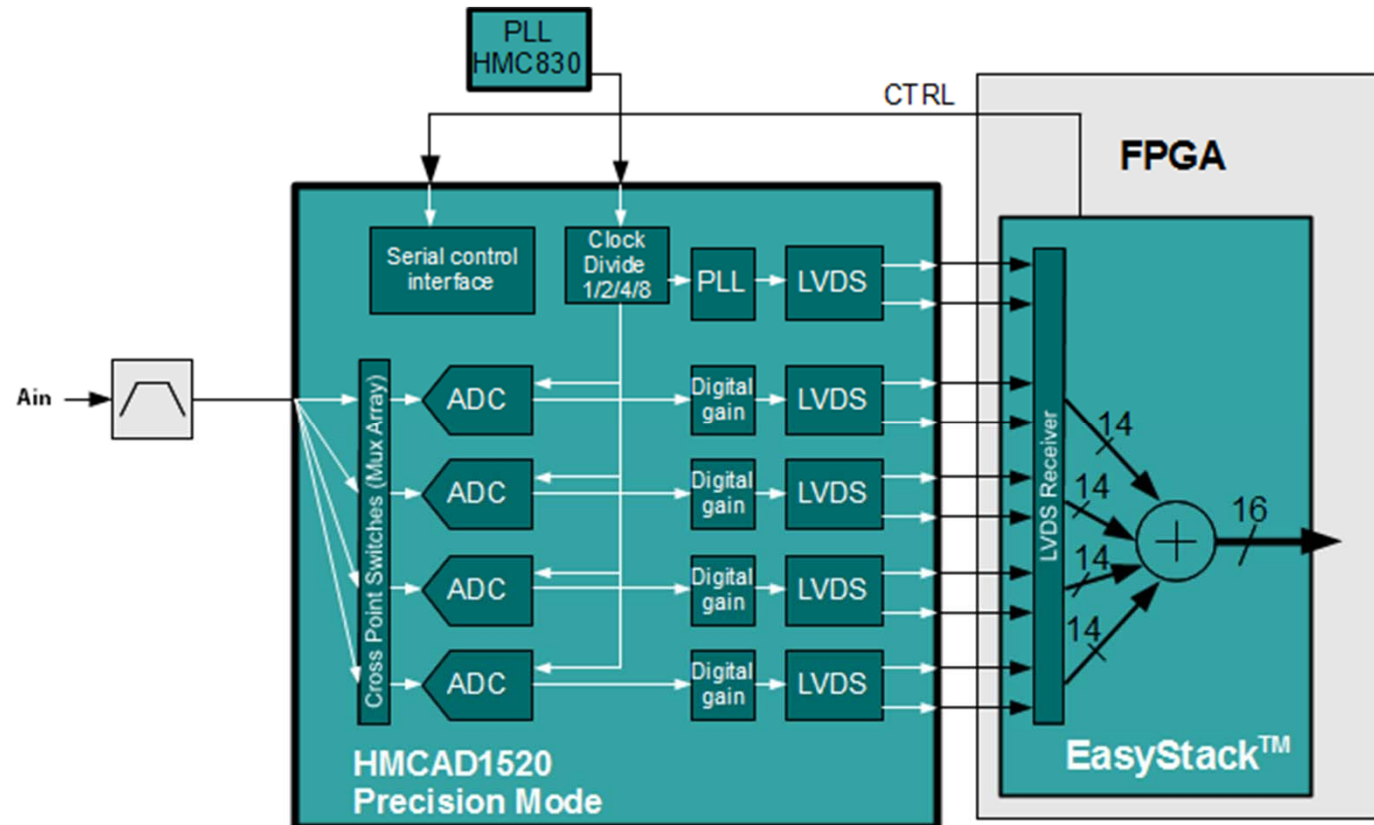 PLL
HMC830
CTRL
FPGA
Serial control
interface
Clock
Divide
1/2/4/8
PLL
LVDS
Ain
Cross Point Switches (Mux Array)
ADC
Digital
gain
LVDS
ADC
Digital
gain
LVDS
ADC
Digital
gain
LVDS
ADC
Digital
gain
LVDS
LVDS Receiver
14
14
14
14
16
HMCAD1520
Precision Mode
EasyStack™